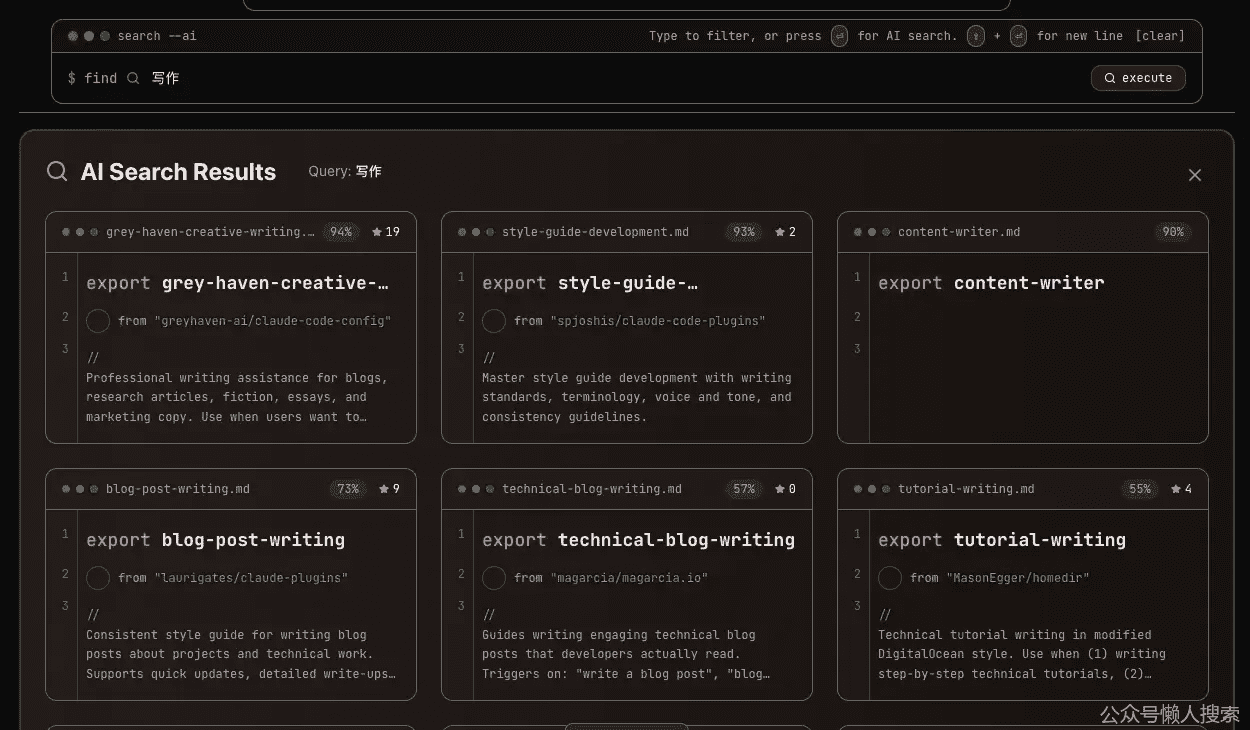 search --ai
Type to filter, or press ⏎ for AI search. ⇧ + ⏎ for new line [clear]
$ find 写作
execute
AI Search Results
Query: 写作
grey-haven-creative-writing.… 94% 19
1 export grey-haven-creative-…
2 from "greyhaven-ai/claude-code-config"
3 //
Professional writing assistance for blogs,
research articles, fiction, essays, and
marketing copy. Use when users want to…
style-guide-development.md 93% 2
1 export style-guide-…
2 from "spjoshis/claude-code-plugins"
3 //
Master style guide development with writing
standards, terminology, voice and tone, and
consistency guidelines.
content-writer.md 90%
1 export content-writer
2
3
blog-post-writing.md 73% 9
1 export blog-post-writing
2 from "laurigates/claude-plugins"
3 //
Consistent style guide for writing blog
posts about projects and technical work.
Supports quick updates, detailed write-ups…
technical-blog-writing.md 57% 0
1 export technical-blog-writing
2 from "magarcia/magarcia.io"
3 //
Guides writing engaging technical blog
posts that developers actually read.
Triggers on: "write a blog post", "blog…
tutorial-writing.md 55% 4
1 export tutorial-writing
2 from "MasonEgger/homedir"
3 //
Technical tutorial writing in modified
DigitalOcean style. Use when (1) writing
step-by-step technical tutorials, (2)…
公众号懒人搜索